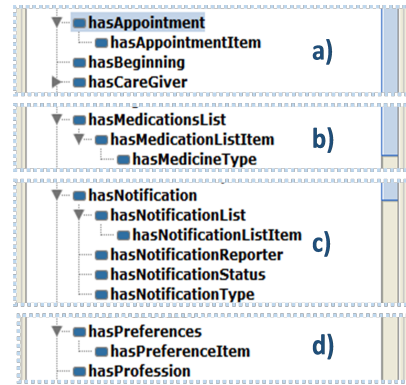 hasAppointment
hasAppointmentItem
hasBeginning
hasCareGiver
a)
hasMedicationsList
hasMedicationListItem
hasMedicineType
b)
hasNotification
hasNotificationList
hasNotificationListItem
hasNotificationReporter
hasNotificationStatus
hasNotificationType
c)
hasPreferences
hasPreferenceItem
hasProfession
d)